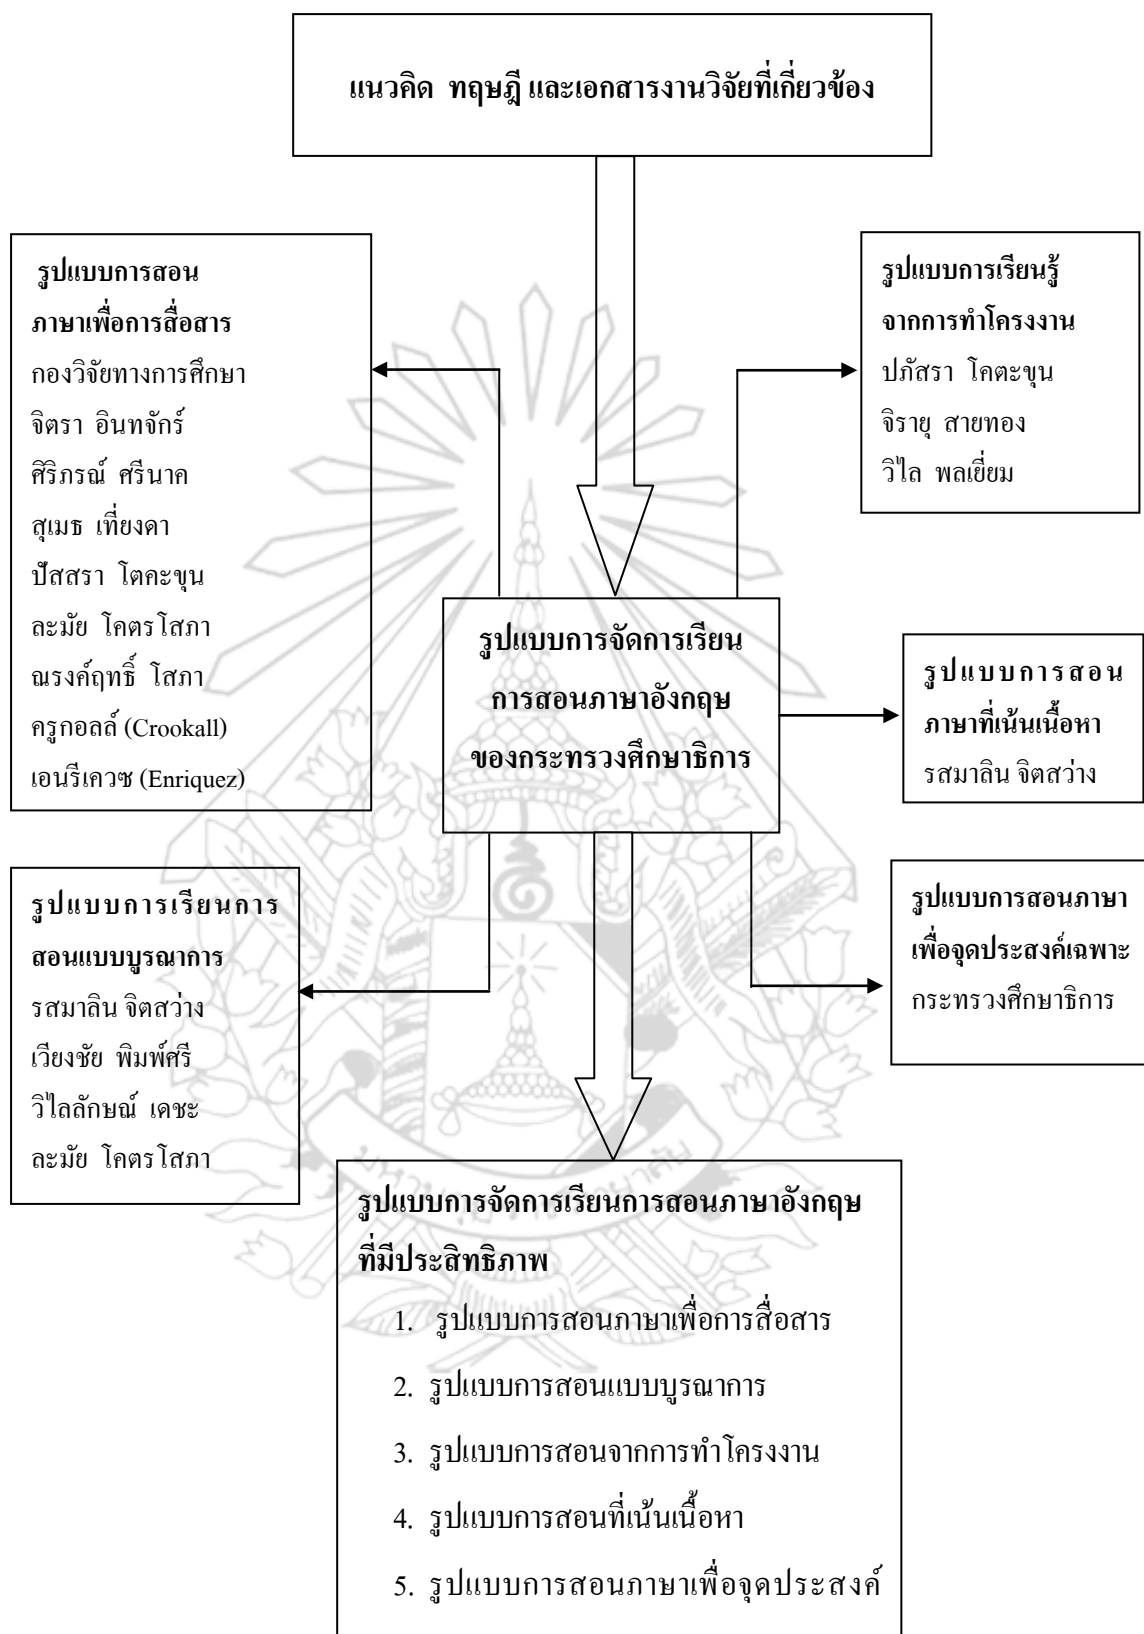 แนวคิด ทฤษฎี และเอกสารงานวิจัยที่เกี่ยวข้อง
รูปแบบการสอน
ภาษาเพื่อการสื่อสาร
กองวิจัยทางการศึกษา
จิตรา อินทจักร์
ศิริภรณ์ ศรีนาค
สุเมธ เที่ยงดา
ปัสสรา โตคะขุน
ละมัย โคตรโสภา
ณรงค์ฤทธิ์ โสภา
ครูกอลล์ (Crookall)
เอนรีเควซ (Enriquez)
รูปแบบการเรียนรู้
จากการทำโครงงาน
ปภัสรา โคตะขุน
จิรายุ สายทอง
วิไล พลเยี่ยม
รูปแบบการจัดการเรียน
การสอนภาษาอังกฤษ
ของกระทรวงศึกษาธิการ
รูปแบบการสอน
ภาษาที่เน้นเนื้อหา
รสมาลิน จิตสว่าง
รูปแบบการเรียนการ
สอนแบบบูรณาการ
รสมาลิน จิตสว่าง
เวียงชัย พิมพ์ศรี
วิไลลักษณ์ เดชะ
ละมัย โคตรโสภา
รูปแบบการสอนภาษา
เพื่อจุดประสงค์เฉพาะ
กระทรวงศึกษาธิการ
รูปแบบการจัดการเรียนการสอนภาษาอังกฤษ
ที่มีประสิทธิภาพ
1. รูปแบบการสอนภาษาเพื่อการสื่อสาร
2. รูปแบบการสอนแบบบูรณาการ
3. รูปแบบการสอนจากการทำโครงงาน
4. รูปแบบการสอนที่เน้นเนื้อหา
5. รูปแบบการสอนภาษาเพื่อจุดประสงค์